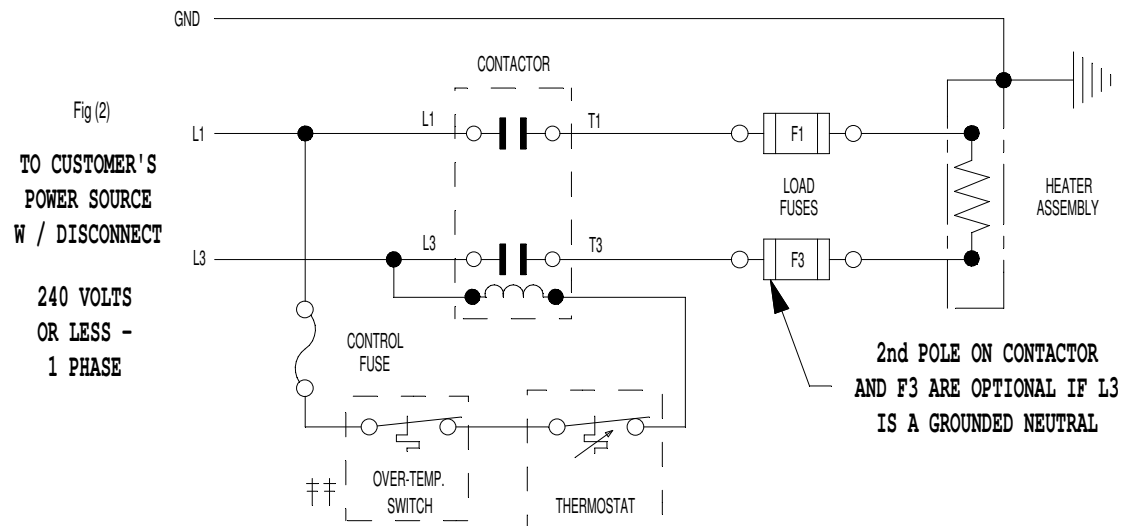 GND
CONTACTOR
Fig (2)
L1
L1
T1
F1
TO CUSTOMER'S
POWER SOURCE
W / DISCONNECT
LOAD
FUSES
HEATER
ASSEMBLY
L3
L3
T3
F3
240 VOLTS
OR LESS –
1 PHASE
CONTROL
FUSE
2nd POLE ON CONTACTOR
AND F3 ARE OPTIONAL IF L3
IS A GROUNDED NEUTRAL
‡‡
OVER-TEMP.
SWITCH
THERMOSTAT